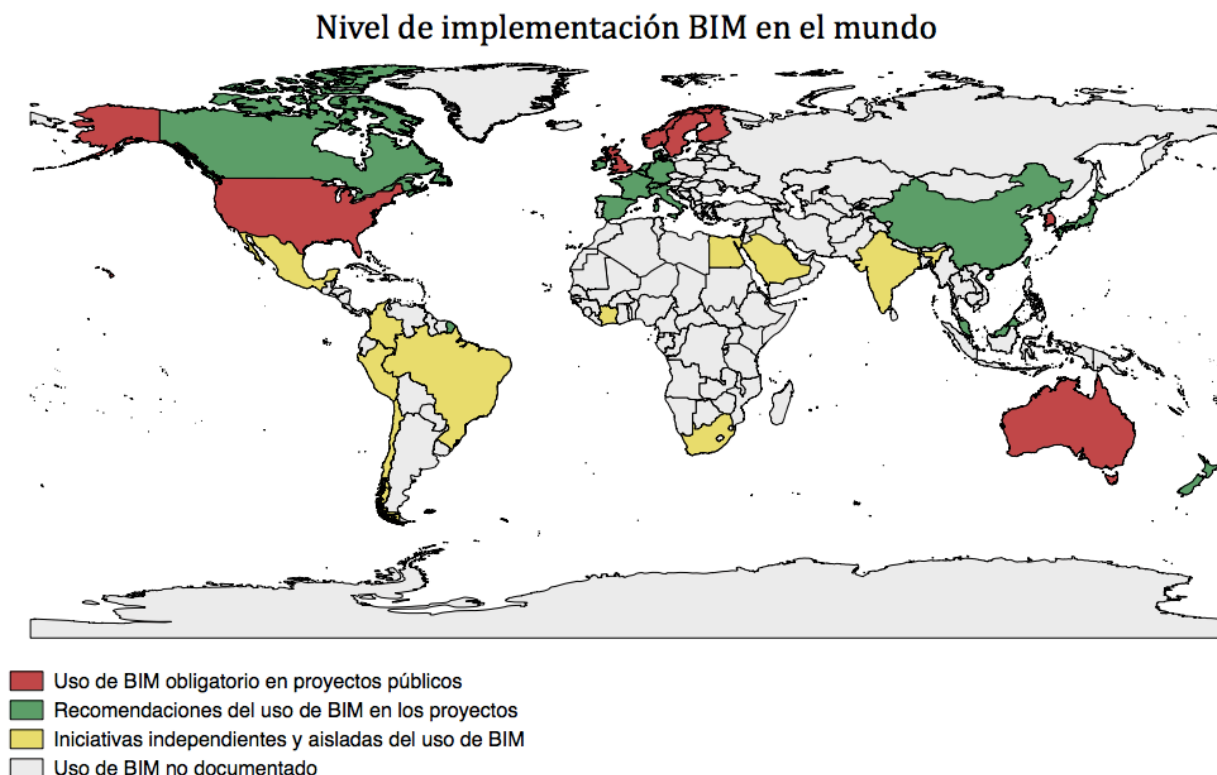 Nivel de implementación BIM en el mundo
Uso de BIM obligatorio en proyectos públicos
Recomendaciones del uso de BIM en los proyectos
Iniciativas independientes y aisladas del uso de BIM
Uso de BIM no documentado